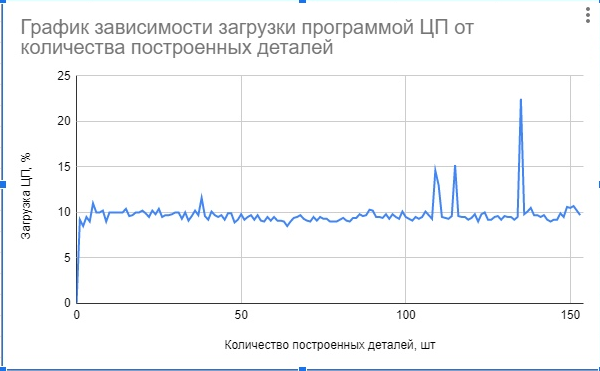 График зависимости загрузки программой ЦП от
количества построенных деталей
25
20
15
10
5
0
Загрузка ЦП, %
0
50
100
150
Количество построенных деталей, шт